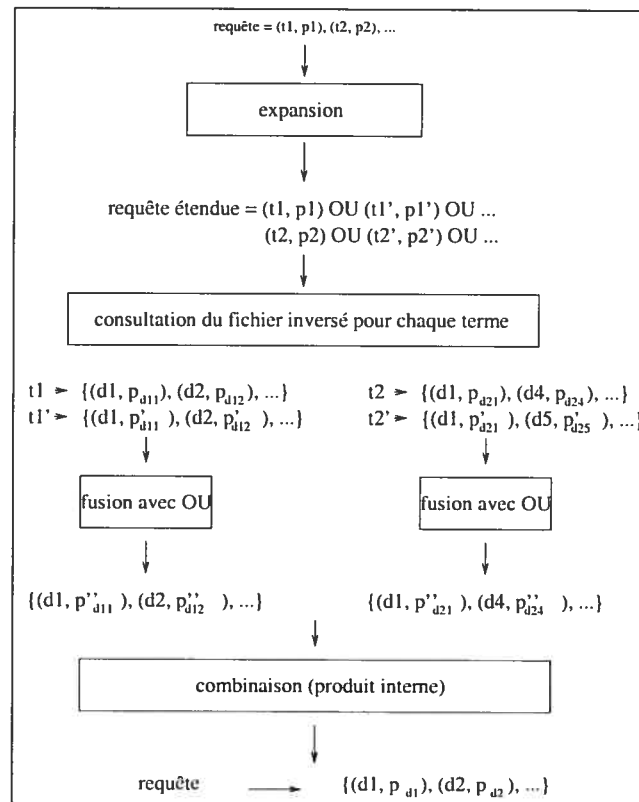 requête = (t1, p1), (t2, p2), ...
expansion
requête étendue = (t1, p1) OU (t1', p1') OU ...
(t2, p2) OU (t2', p2') OU ...
consultation du fichier inversé pour chaque terme
t1 ➤ {(d1, p_d11), (d2, p_d12), ...} t2 ➤ {(d1, p_d21), (d4, p_d24), ...}
t1' ➤ {(d1, p'_d11 ), (d2, p'_d12 ), ...} t2' ➤ {(d1, p'_d21 ), (d5, p'_d25 ), ...}
fusion avec OU fusion avec OU
{(d1, p''_d11 ), (d2, p''_d12 ), ...} {(d1, p''_d21 ), (d4, p''_d24 ), ...}
combinaison (produit interne)
requête ⟶ {(d1, p_d1), (d2, p_d2), ...}